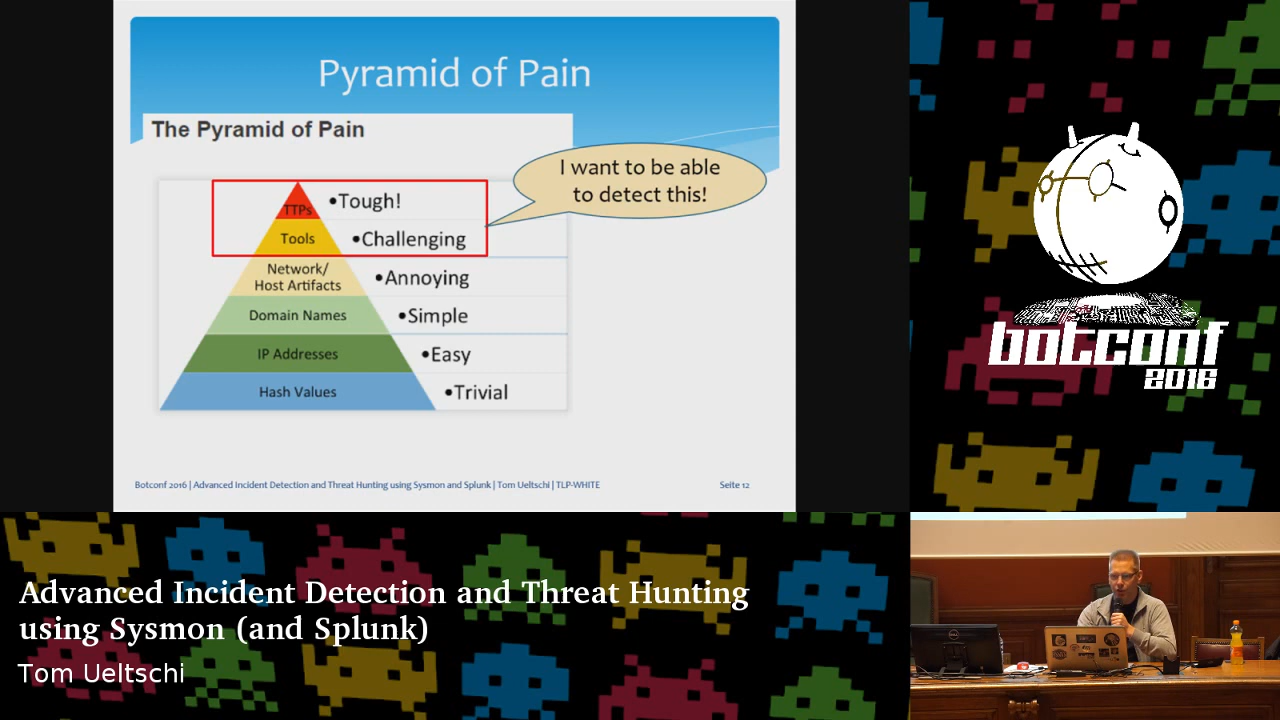 Pyramid of Pain
The Pyramid of Pain
I want to be able
to detect this!
TTPs
•Tough!
Tools
•Challenging
Network/
Host Artifacts
•Annoying
Domain Names
•Simple
IP Addresses
•Easy
Hash Values
•Trivial
Botconf 2016 | Advanced Incident Detection and Threat Hunting using Sysmon and Splunk | Tom Ueltschi | TLP-WHITE
Seite 12
botconf
2016
Advanced Incident Detection and Threat Hunting
using Sysmon (and Splunk)
Tom Ueltschi